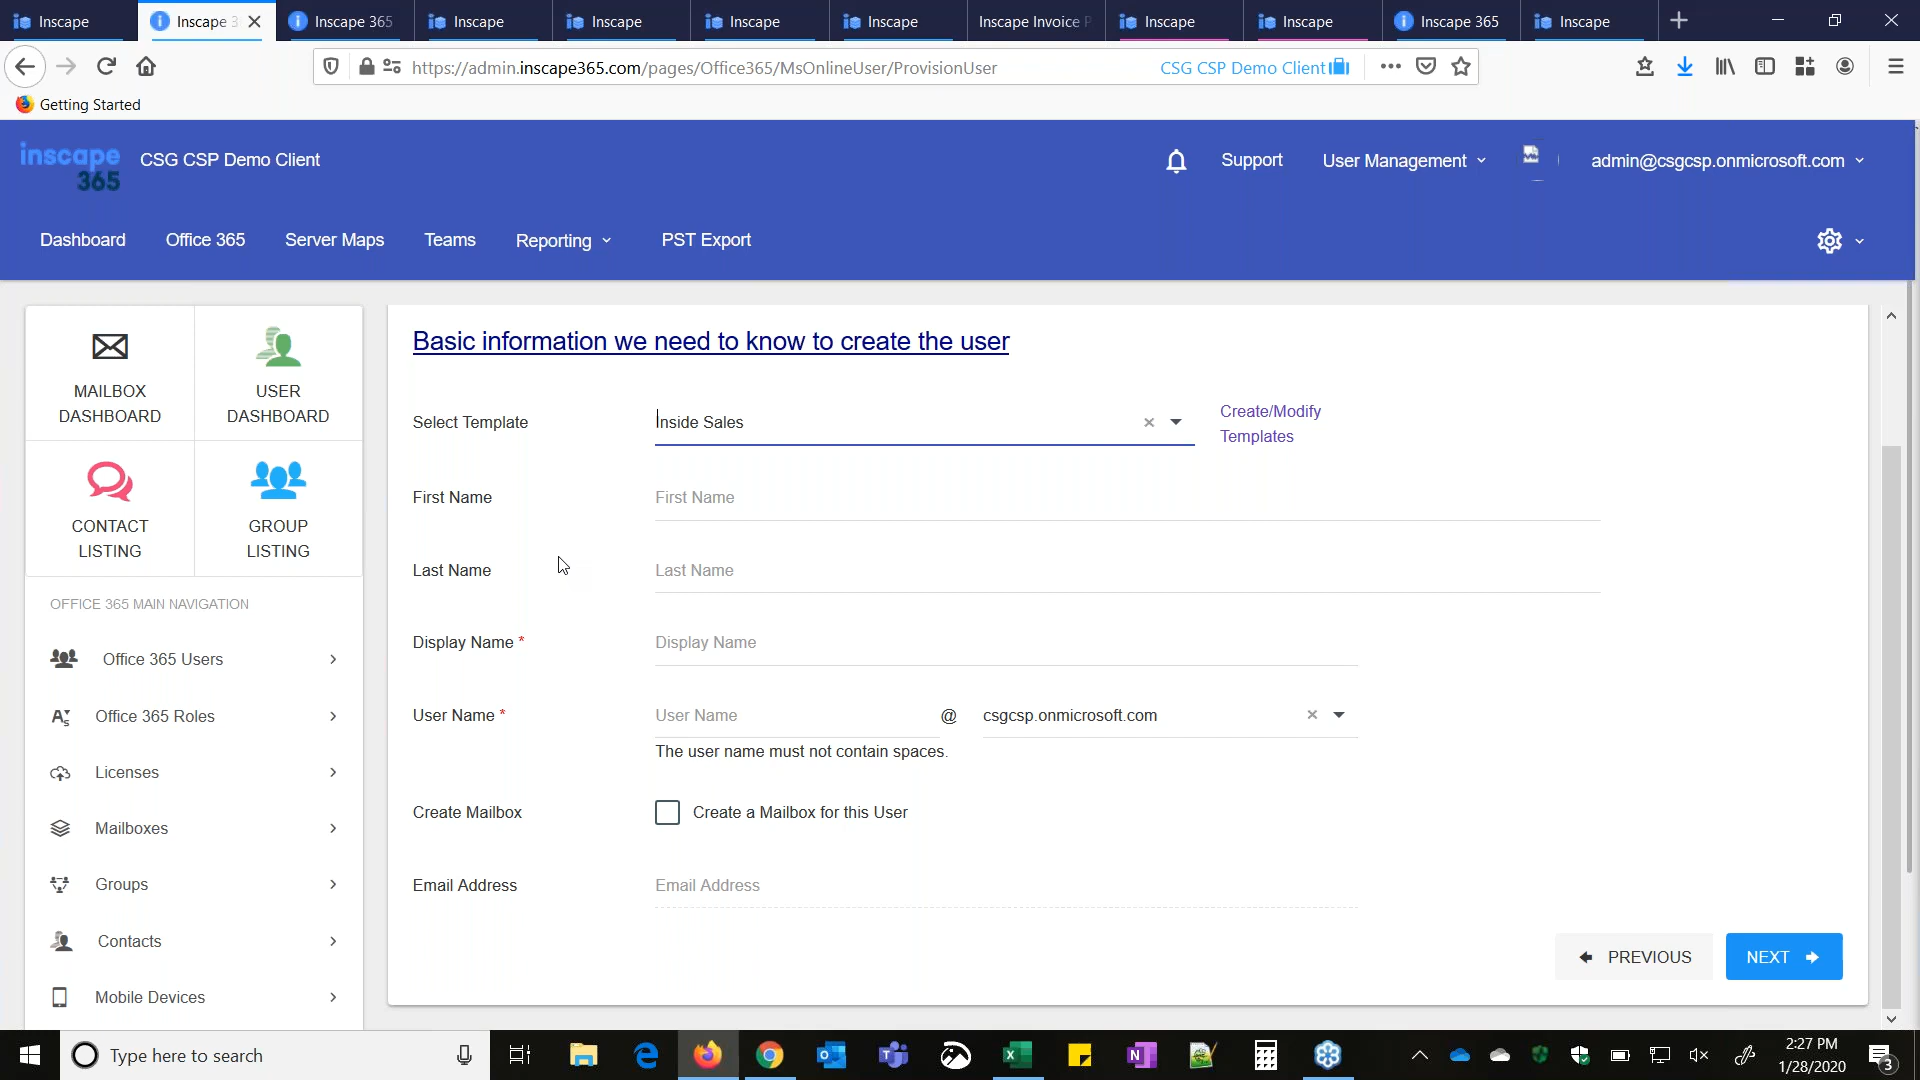 Inscape
Inscape 3
Inscape 365
Inscape
Inscape
Inscape
Inscape
Inscape Invoice P
Inscape
Inscape
Inscape 365
Inscape
https://admin.inscape365.com/pages/Office365/MsOnlineUser/ProvisionUser
CSG CSP Demo Client
Getting Started
inscape
365
CSG CSP Demo Client
Support
User Management
admin@csgcsp.onmicrosoft.com
Dashboard
Office 365
Server Maps
Teams
Reporting
PST Export
MAILBOX
DASHBOARD
USER
DASHBOARD
CONTACT
LISTING
GROUP
LISTING
OFFICE 365 MAIN NAVIGATION
Office 365 Users
Office 365 Roles
Licenses
Mailboxes
Groups
Contacts
Mobile Devices
Basic information we need to know to create the user
Select Template
Inside Sales
Create/Modify
Templates
First Name
First Name
Last Name
Last Name
Display Name *
Display Name
User Name *
User Name
@
csgcsp.onmicrosoft.com
The user name must not contain spaces.
Create Mailbox
Create a Mailbox for this User
Email Address
Email Address
PREVIOUS
NEXT
Type here to search
2:27 PM
1/28/2020
3